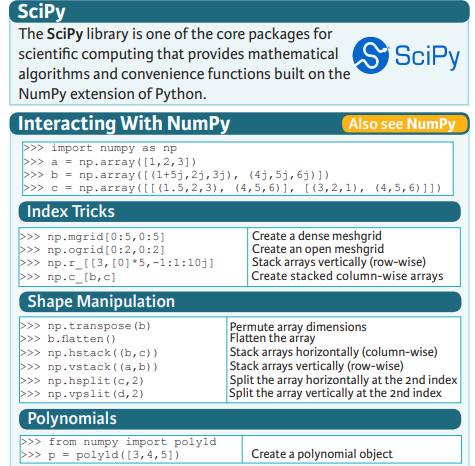 SciPy
The SciPy library is one of the core packages for
scientific computing that provides mathematical
algorithms and convenience functions built on the
NumPy extension of Python.
SciPy
Interacting With NumPy
Also see NumPy
>>> import numpy as np
>>> a = np.array([1,2,3])
>>> b = np.array([(1+5j,2j,3j), (4j,5j,6j)])
>>> c = np.array([[(1.5,2,3), (4,5,6)], [(3,2,1), (4,5,6)]])
Index Tricks
>>> np.mgrid[0:5,0:5] Create a dense meshgrid
>>> np.ogrid[0:2,0:2] Create an open meshgrid
>>> np.r_[[3,[0]*5,-1:1:10j] Stack arrays vertically (row-wise)
>>> np.c_[b,c] Create stacked column-wise arrays
Shape Manipulation
>>> np.transpose(b) Permute array dimensions
>>> b.flatten() Flatten the array
>>> np.hstack((b,c)) Stack arrays horizontally (column-wise)
>>> np.vstack((a,b)) Stack arrays vertically (row-wise)
>>> np.hsplit(c,2) Split the array horizontally at the 2nd index
>>> np.vpslit(d,2) Split the array vertically at the 2nd index
Polynomials
>>> from numpy import poly1d
>>> p = poly1d([3,4,5]) Create a polynomial object